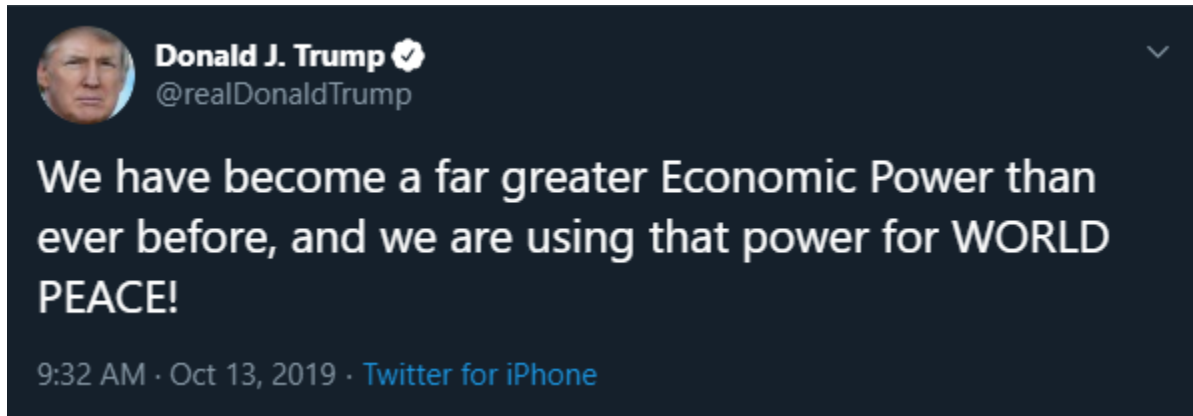 Donald J. Trump
@realDonaldTrump
We have become a far greater Economic Power than
ever before, and we are using that power for WORLD
PEACE!
9:32 AM · Oct 13, 2019 · Twitter for iPhone